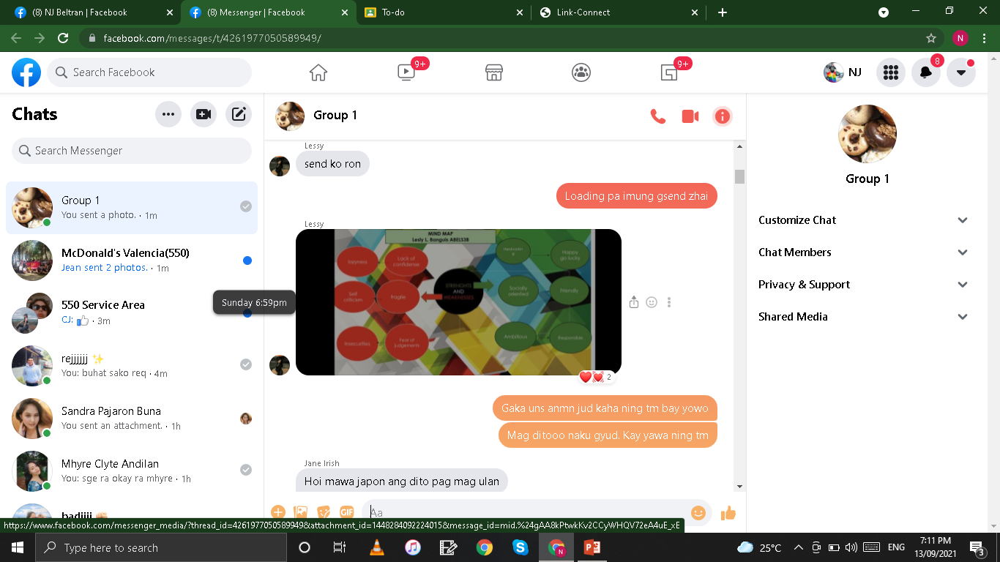 (8) NJ Beltran | Facebook
(8) Messenger | Facebook
To-do
Link-Connect
facebook.com/messages/t/4261977050589949/
N
Search Facebook
9+
9+
NJ
8
Chats
Search Messenger
Group 1
You sent a photo. · 1m
McDonald's Valencia(550)
Jean sent 2 photos. · 1m
550 Service Area
CJ: 👍 · 3m
Sunday 6:59pm
rejjjjjj ✨
You: buhat sako req · 4m
Sandra Pajaron Buna
You sent an attachment. · 1h
Mhyre Clyte Andilan
You: sge ra okay ra mhyre · 1h
badjiji
Group 1
Lessy
send ko ron
Loading pa imung gsend zhai
Lessy
MIND MAP
Lesly L. Banguis ABELS3B
Lack of confidence
Happy go lucky
Self criticism
fragile
STRENGHTS AND WEAKNESSES
Socially oriented
Friendly
Insecurities
Fear of judgements
Ambitious
Responsible
2
Gaka uns anmn jud kaha ning tm bay yowo
Mag ditooo naku gyud. Kay yawa ning tm
Jane Irish
Hoi mawa japon ang dito pag mag ulan
GIF
Aa
Group 1
Customize Chat
Chat Members
Privacy & Support
Shared Media
https://www.facebook.com/messenger_media/?thread_id=4261977050589949&attachment_id=1448284092224015&message_id=mid.%24gAA8kPtwkKv2CCyWHQV72eA4uE_xE
Type here to search
25°C
ENG
7:11 PM
13/09/2021
3